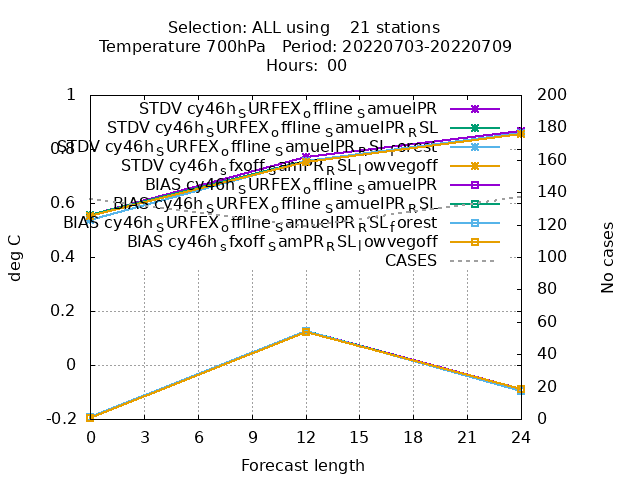 Selection: ALL using    21 stations
Temperature 700hPa   Period: 20220703-20220709
Hours:  00
STDV cy46h_SURFEX_offline_SamuelPR
STDV cy46h_SURFEX_offline_SamuelPR_RSL
STDV cy46h_SURFEX_offline_SamuelPR_RSL_forest
STDV cy46h_sfxoff_SamPR_RSL_lowvegoff
BIAS cy46h_SURFEX_offline_SamuelPR
BIAS cy46h_SURFEX_offline_SamuelPR_RSL
BIAS cy46h_SURFEX_offline_SamuelPR_RSL_forest
BIAS cy46h_sfxoff_SamPR_RSL_lowvegoff
CASES
1
0.8
0.6
0.4
0.2
0
-0.2
deg C
200
180
160
140
120
100
80
60
40
20
0
No cases
0 3 6 9 12 15 18 21 24
Forecast length